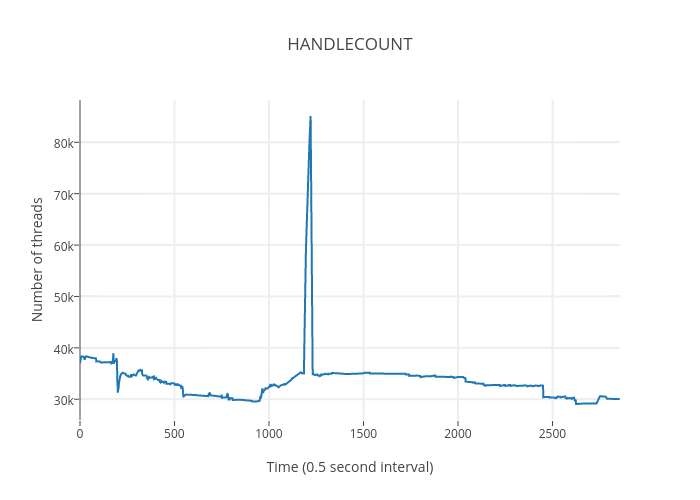 HANDLECOUNT
Number of threads
80k
70k
60k
50k
40k
30k
0 500 1000 1500 2000 2500
Time (0.5 second interval)